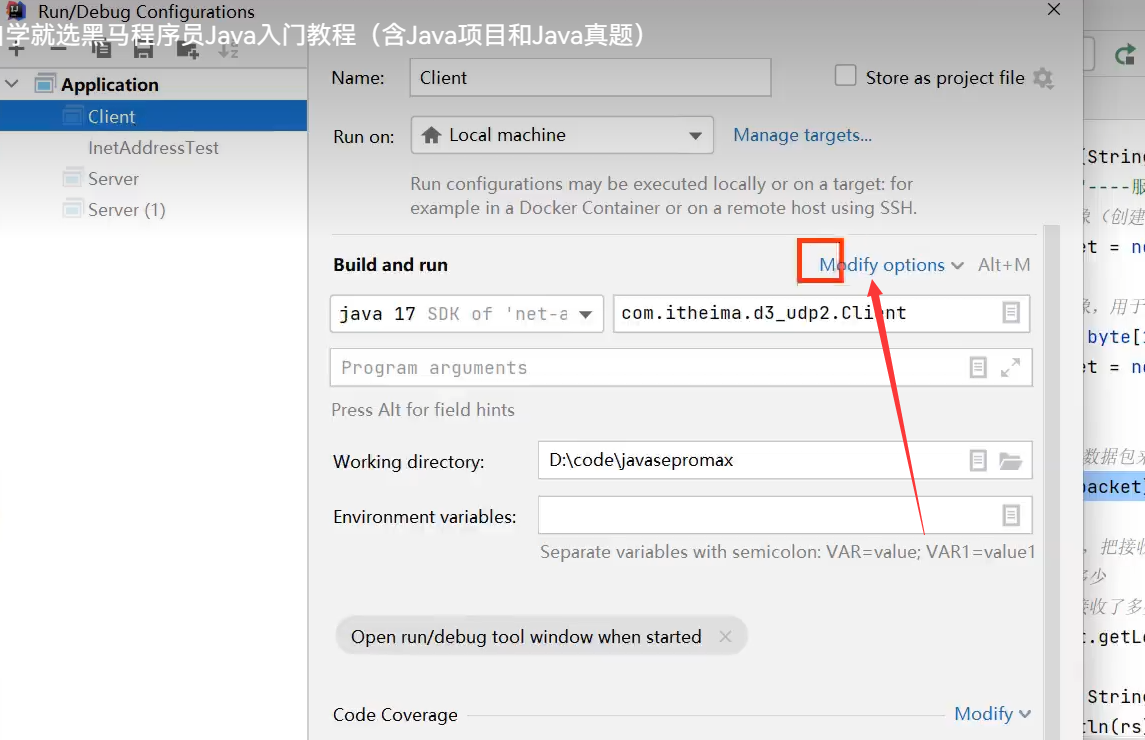 Run/Debug Configurations
学就选黑马程序员Java入门教程（含Java项目和Java真题）
Application
Client
InetAddressTest
Server
Server (1)
Name:
Client
Store as project file
Run on:
Local machine
Manage targets...
Run configurations may be executed locally or on a target: for
example in a Docker Container or on a remote host using SSH.
Build and run
Modify options
Alt+M
java 17 SDK of 'net-a
com.itheima.d3_udp2.Client
Program arguments
Press Alt for field hints
Working directory:
D:\code\javasepromax
Environment variables:
Separate variables with semicolon: VAR=value; VAR1=value1
Open run/debug tool window when started
Code Coverage
Modify
(String
"----服
（创建
et = ne
，用于
byte[
et = ne
数据包来
packet)
，把接收
多少
接收了多
t.getLe
String
tln(rs)